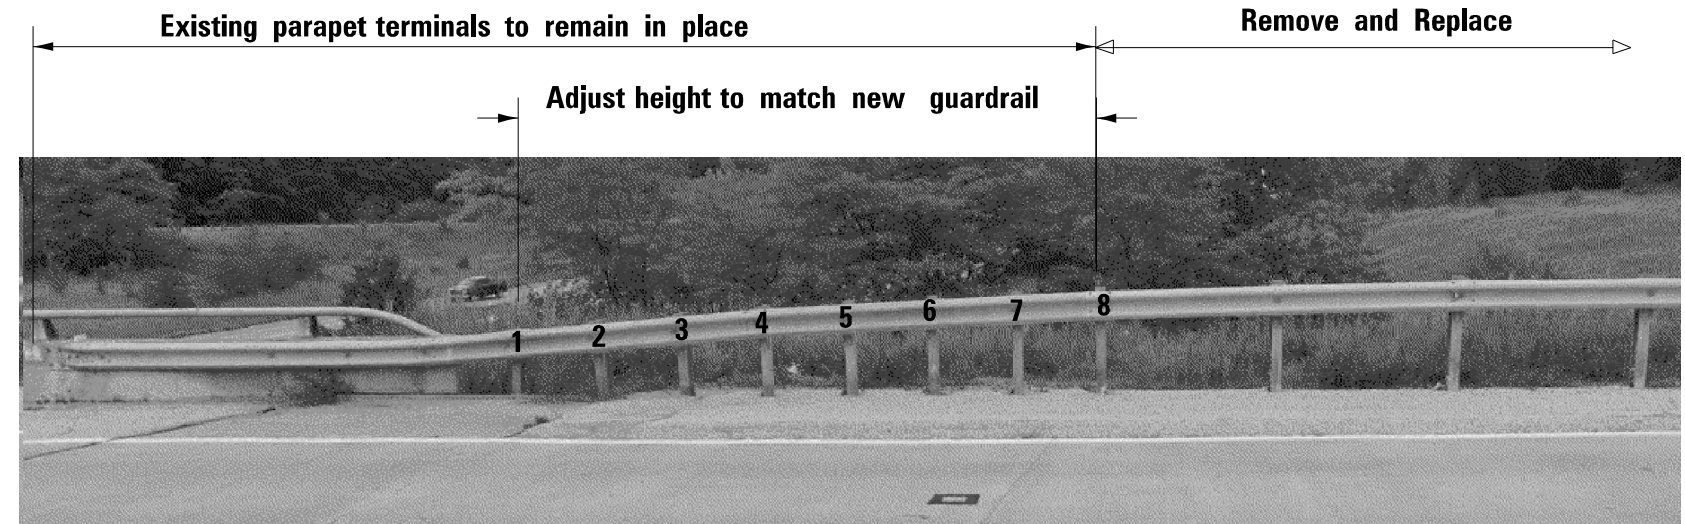 Existing parapet terminals to remain in place
Remove and Replace
Adjust height to match new guardrail
1 2 3 4 5 6 7 8